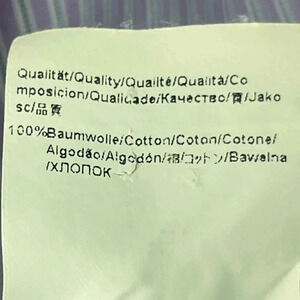 Qualität/Quality/Qualité/Qualità/Co
mposicion/Qualidade/Качество/質/Jako
sc/品質
100%Baumwolle/Cotton/Coton/Cotone/
Algodão/Algodón/棉/コットン/Bawełna
/ХЛОПОК